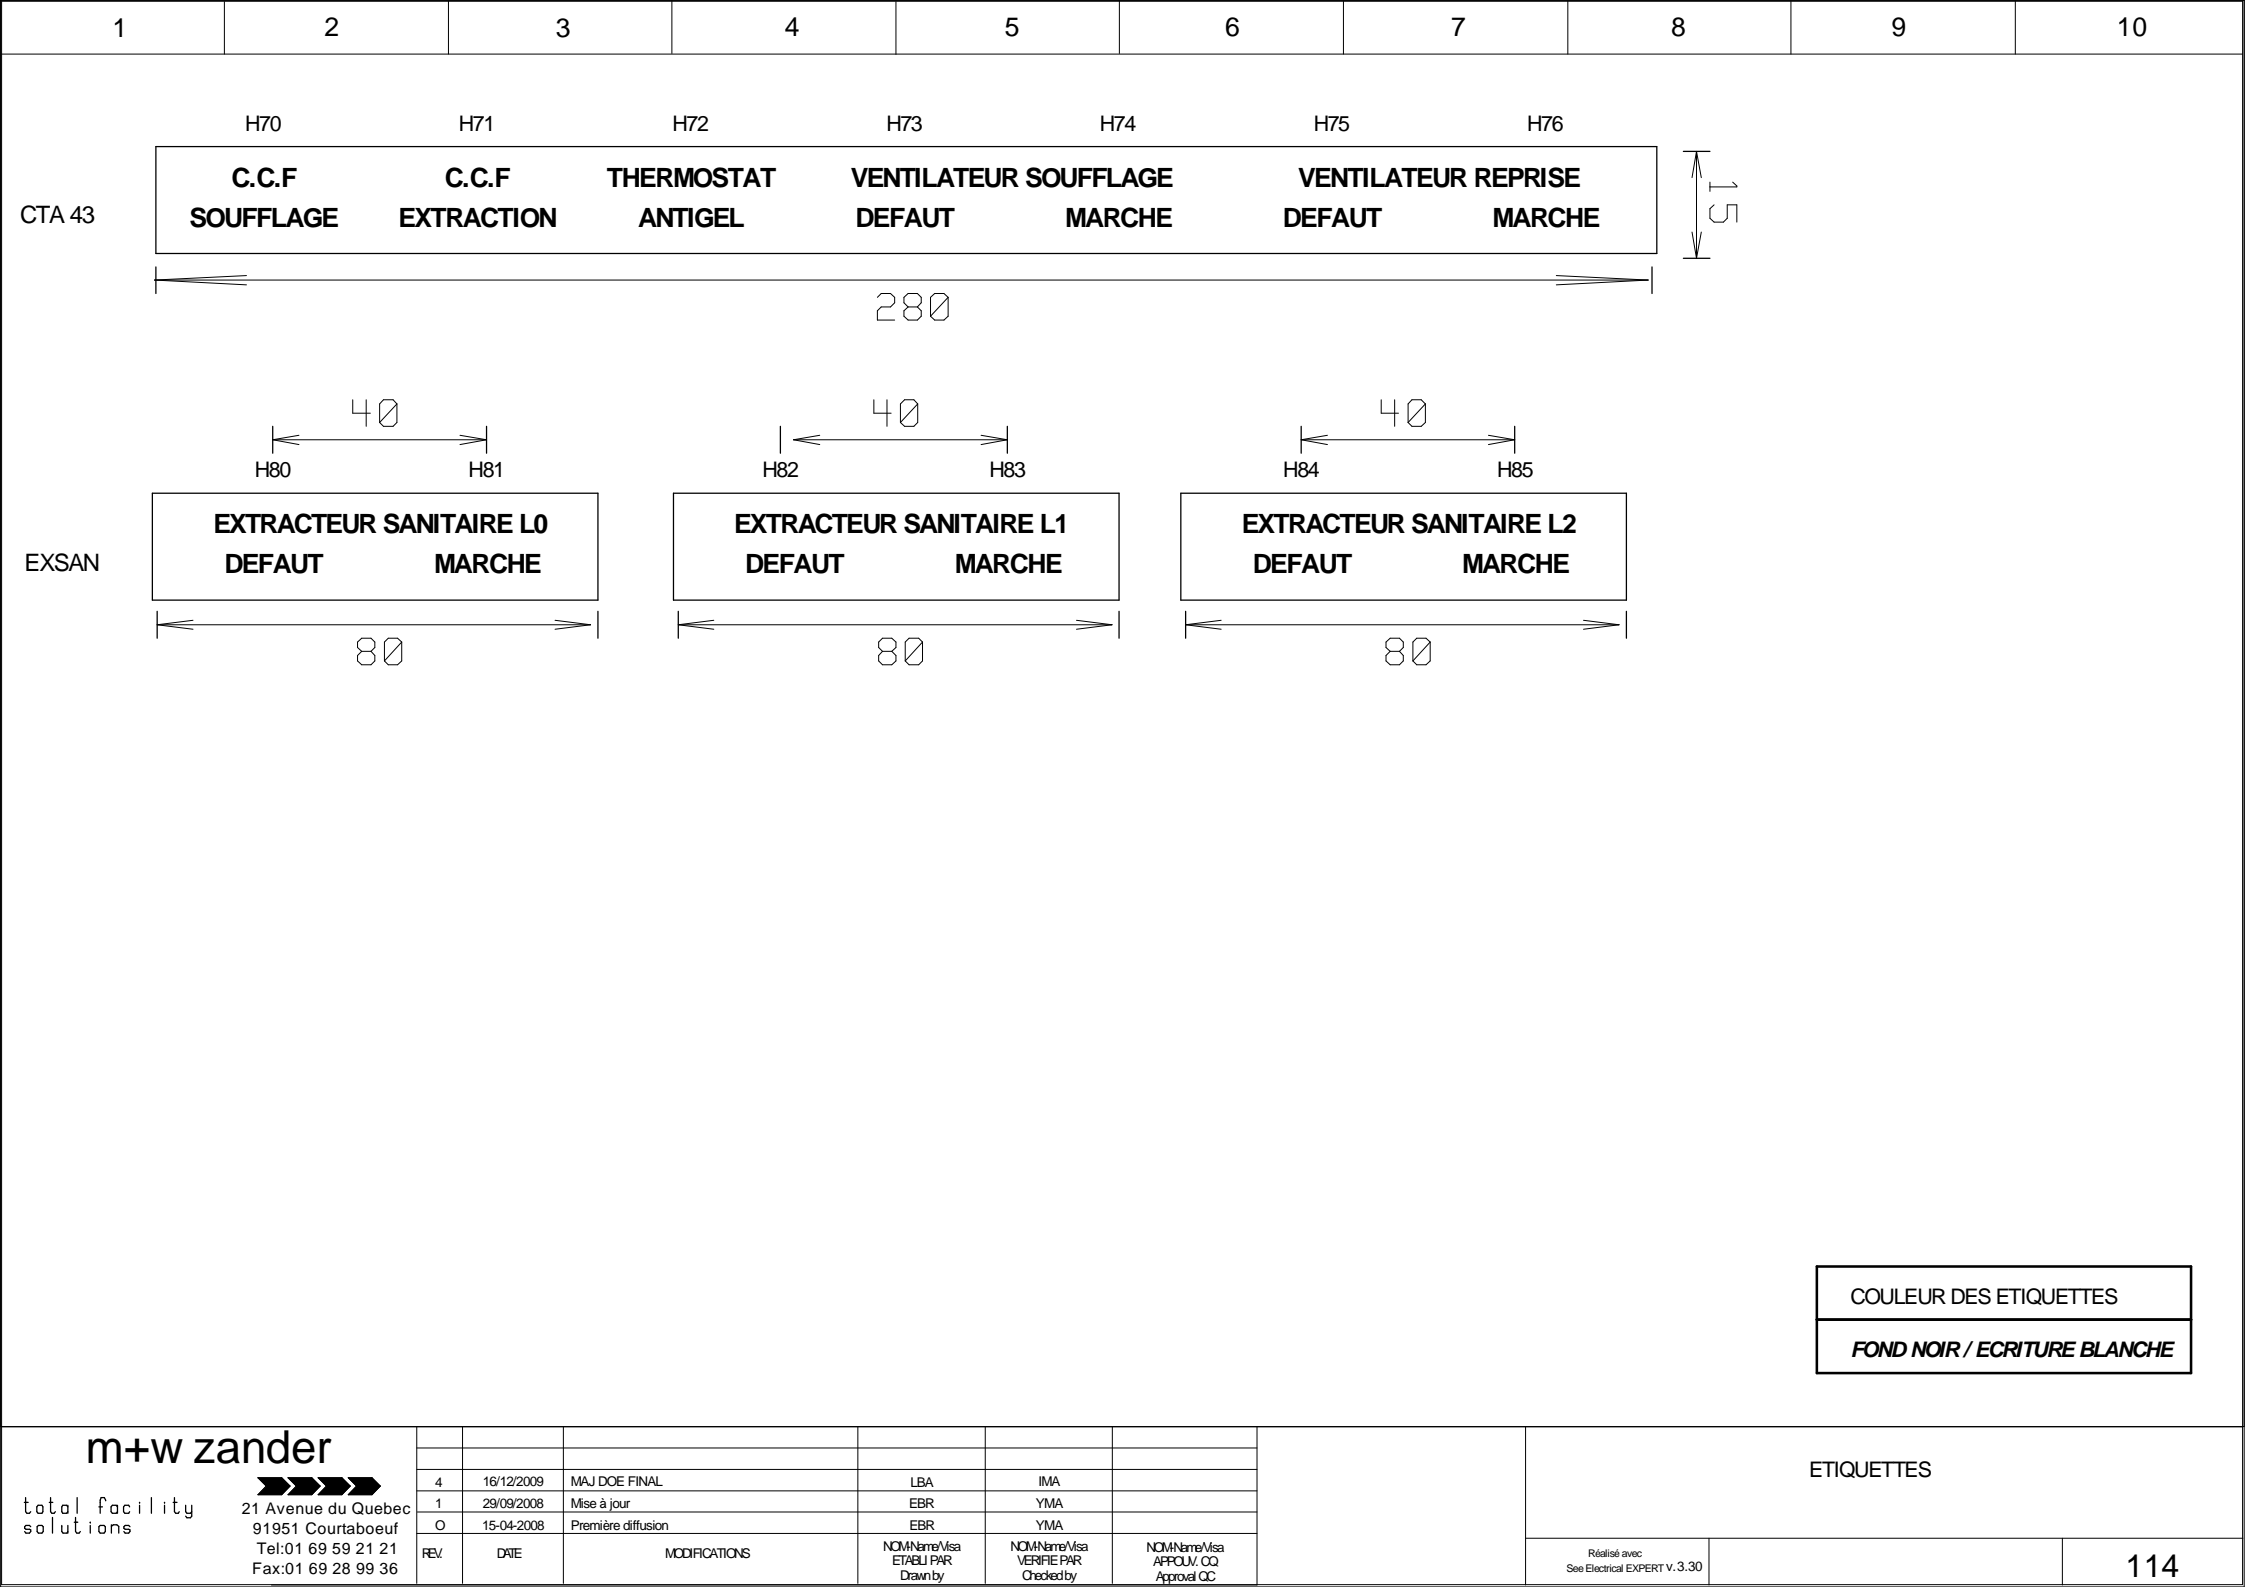 1 2 3 4 5 6 7 8 9 10
H70 H71 H72 H73 H74 H75 H76
C.C.F C.C.F THERMOSTAT VENTILATEUR SOUFFLAGE VENTILATEUR REPRISE
CTA 43 SOUFFLAGE EXTRACTION ANTIGEL DEFAUT MARCHE DEFAUT MARCHE
15
280
40 40 40
H80 H81 H82 H83 H84 H85
EXTRACTEUR SANITAIRE L0 EXTRACTEUR SANITAIRE L1 EXTRACTEUR SANITAIRE L2
EXSAN DEFAUT MARCHE DEFAUT MARCHE DEFAUT MARCHE
80 80 80
COULEUR DES ETIQUETTES
FOND NOIR / ECRITURE BLANCHE
m+w zander
total facility
solutions
21 Avenue du Quebec
91951 Courtaboeuf
Tel:01 69 59 21 21
Fax:01 69 28 99 36
4 16/12/2009 MAJ DOE FINAL LBA IMA
1 29/09/2008 Mise à jour EBR YMA
O 15-04-2008 Première diffusion EBR YMA
REV. DATE MODIFICATIONS
NOM-Name/Visa
ETABLI PAR
Drawn by
NOM-Name/Visa
VERIFIE PAR
Checked by
NOM-Name/Visa
APPOUV. CQ
Approval QC
ETIQUETTES
Réalisé avec
See Electrical EXPERT V.3.30
114